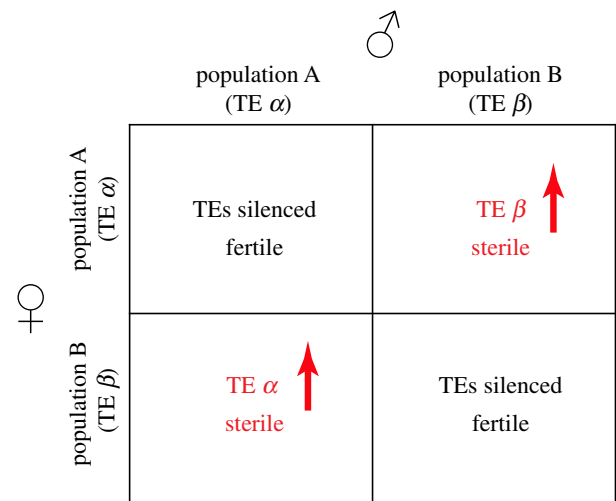 population A
(TE α)
population B
(TE β)
population A
(TE α)
TEs silenced
fertile
TE β
sterile
population B
(TE β)
TE α
sterile
TEs silenced
fertile